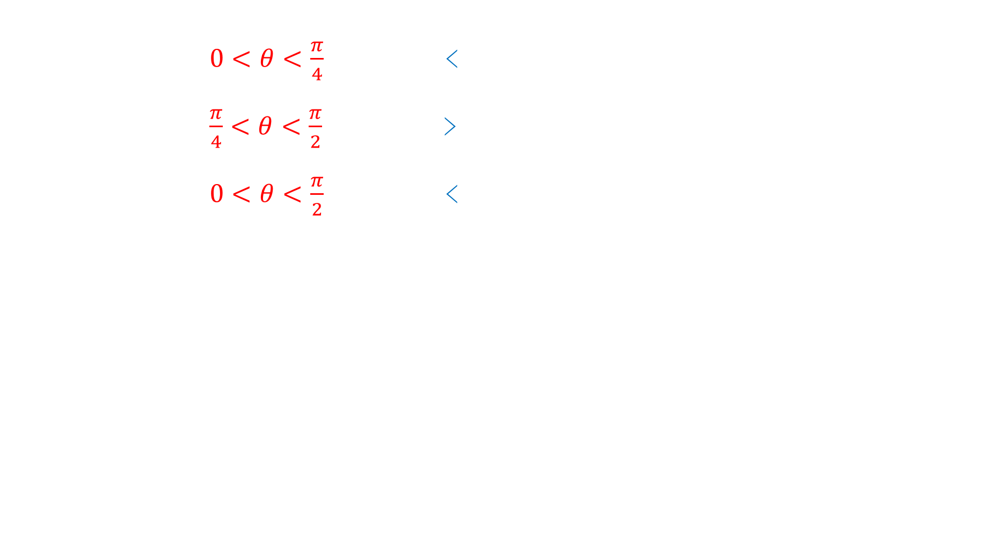 0 < θ < π/4 <
π/4 < θ < π/2 >
0 < θ < π/2 <